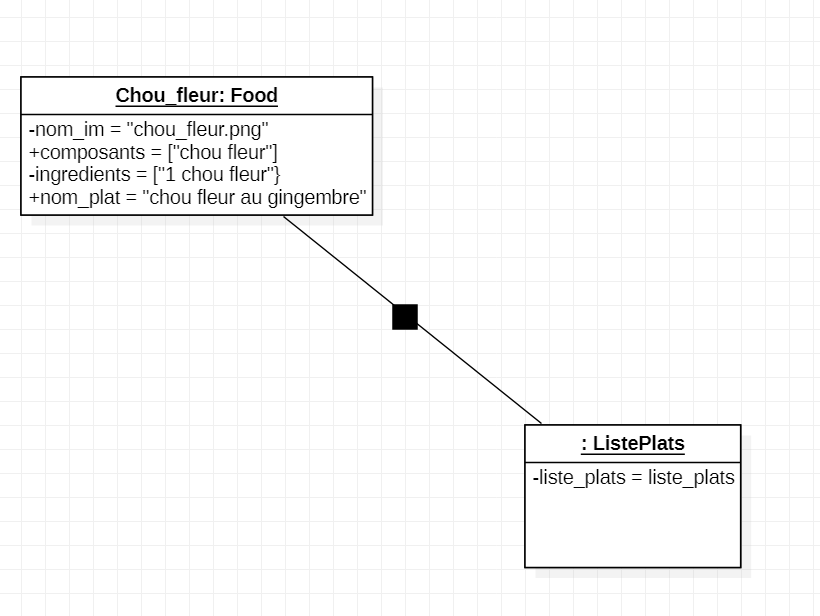 Chou_fleur: Food
-nom_im = "chou_fleur.png"
+composants = ["chou fleur"]
-ingredients = ["1 chou fleur"}
+nom_plat = "chou fleur au gingembre"
: ListePlats
-liste_plats = liste_plats